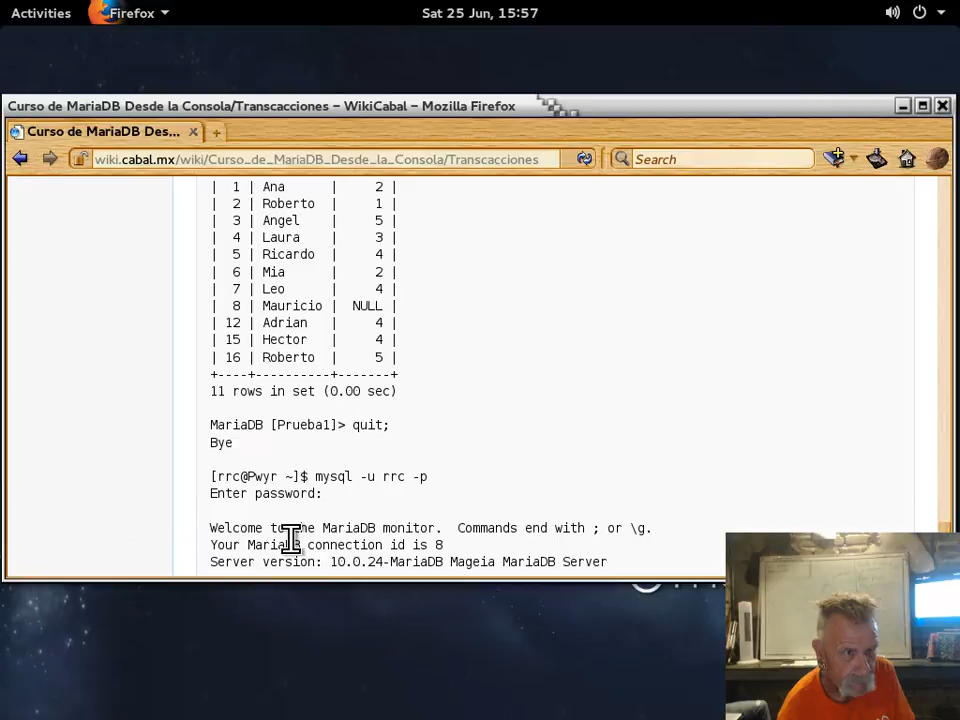 Activities Firefox Sat 25 Jun, 15:57
Curso de MariaDB Desde la Consola/Transcacciones – WikiCabal – Mozilla Firefox
Curso de MariaDB Des...
wiki.cabal.mx/wiki/Curso_de_MariaDB_Desde_la_Consola/Transcacciones Search
| 1 | Ana | 2 |
| 2 | Roberto | 1 |
| 3 | Angel | 5 |
| 4 | Laura | 3 |
| 5 | Ricardo | 4 |
| 6 | Mia | 2 |
| 7 | Leo | 4 |
| 8 | Mauricio | NULL |
| 12 | Adrian | 4 |
| 15 | Hector | 4 |
| 16 | Roberto | 5 |
+----+----------+-------+
11 rows in set (0.00 sec)
MariaDB [Prueba1]> quit;
Bye
[rrc@Pwyr ~]$ mysql -u rrc -p
Enter password:
Welcome to the MariaDB monitor. Commands end with ; or \g.
Your MariaDB connection id is 8
Server version: 10.0.24-MariaDB Mageia MariaDB Server